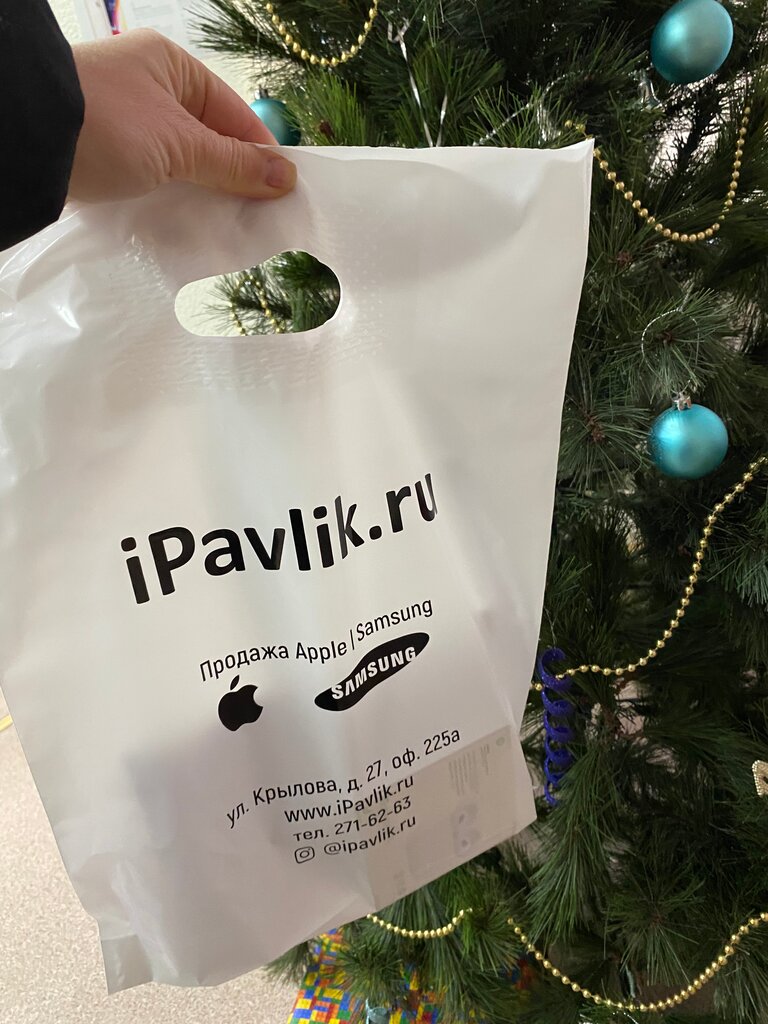 iPavlik.ru
Продажа Apple | Samsung
SAMSUNG
ул. Крылова, д. 27, оф. 225а
www.iPavlik.ru
тел. 271-62-63
@ipavlik.ru